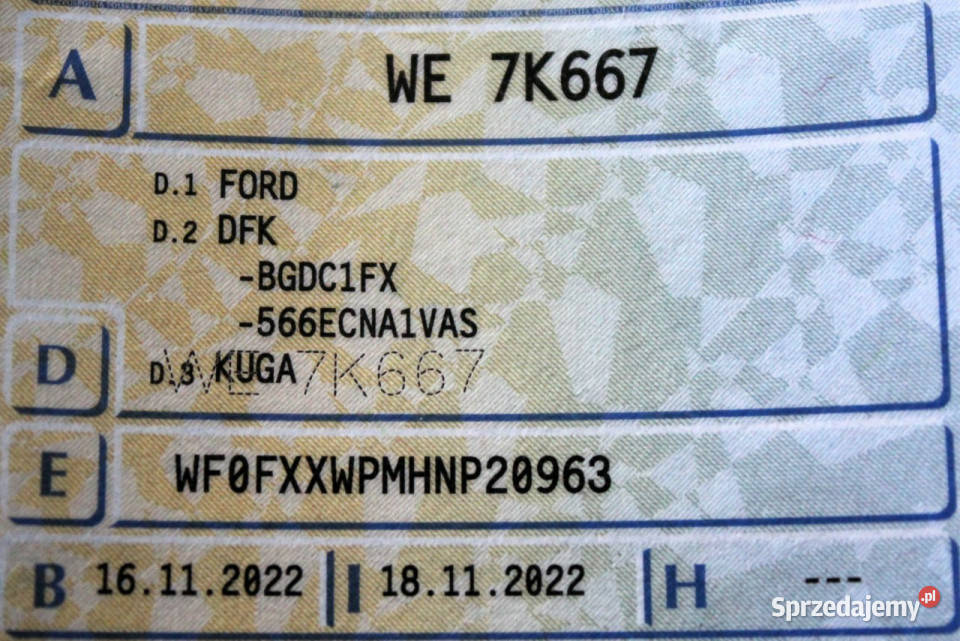 A WE 7K667
D.1 FORD
D.2 DFK
-BGDC1FX
-566ECNA1VAS
D D.3 KUGA
WE 7K667
E WF0FXXWPMHNP20963
B 16.11.2022 I 18.11.2022 H ---
Sprzedajemy.pl